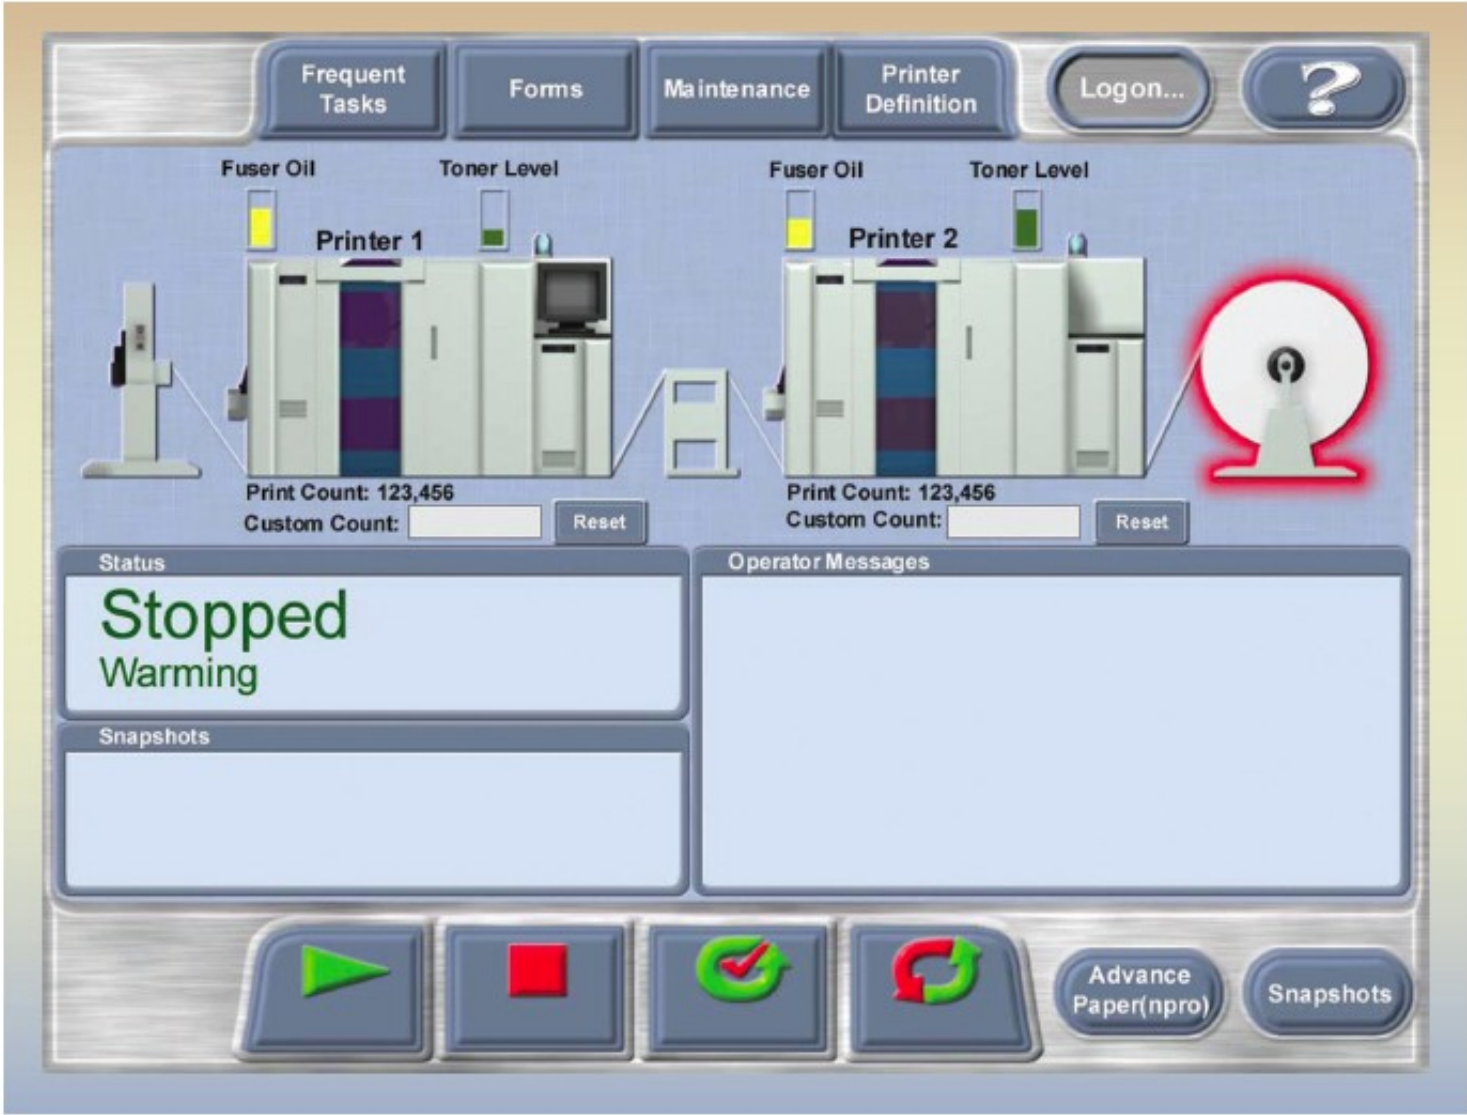 Frequent
Tasks
Forms
Maintenance
Printer
Definition
Logon...
?
Fuser Oil
Toner Level
Fuser Oil
Toner Level
Printer 1
Printer 2
Print Count: 123,456
Print Count: 123,456
Custom Count:
Reset
Custom Count:
Reset
Status
Operator Messages
Stopped
Warming
Snapshots
Advance
Paper(npro)
Snapshots